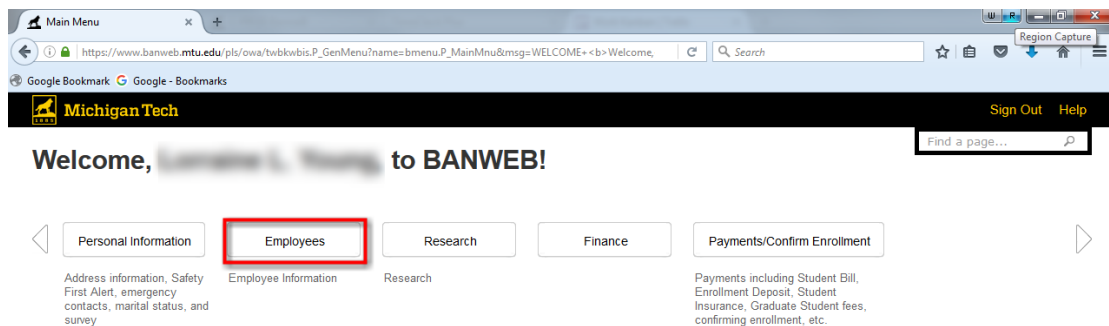 Main Menu
W R
Region Capture
https://www.banweb.mtu.edu/pls/owa/twbkwbis.P_GenMenu?name=bmenu.P_MainMnu&msg=WELCOME+<b>Welcome,
Search
Google Bookmark G Google - Bookmarks
1885 Michigan Tech
Sign Out Help
Find a page...
Welcome, to BANWEB!
Personal Information
Employees
Research
Finance
Payments/Confirm Enrollment
Address information, Safety
First Alert, emergency
contacts, marital status, and
survey
Employee Information
Research
Payments including Student Bill,
Enrollment Deposit, Student
Insurance, Graduate Student fees,
confirming enrollment, etc.